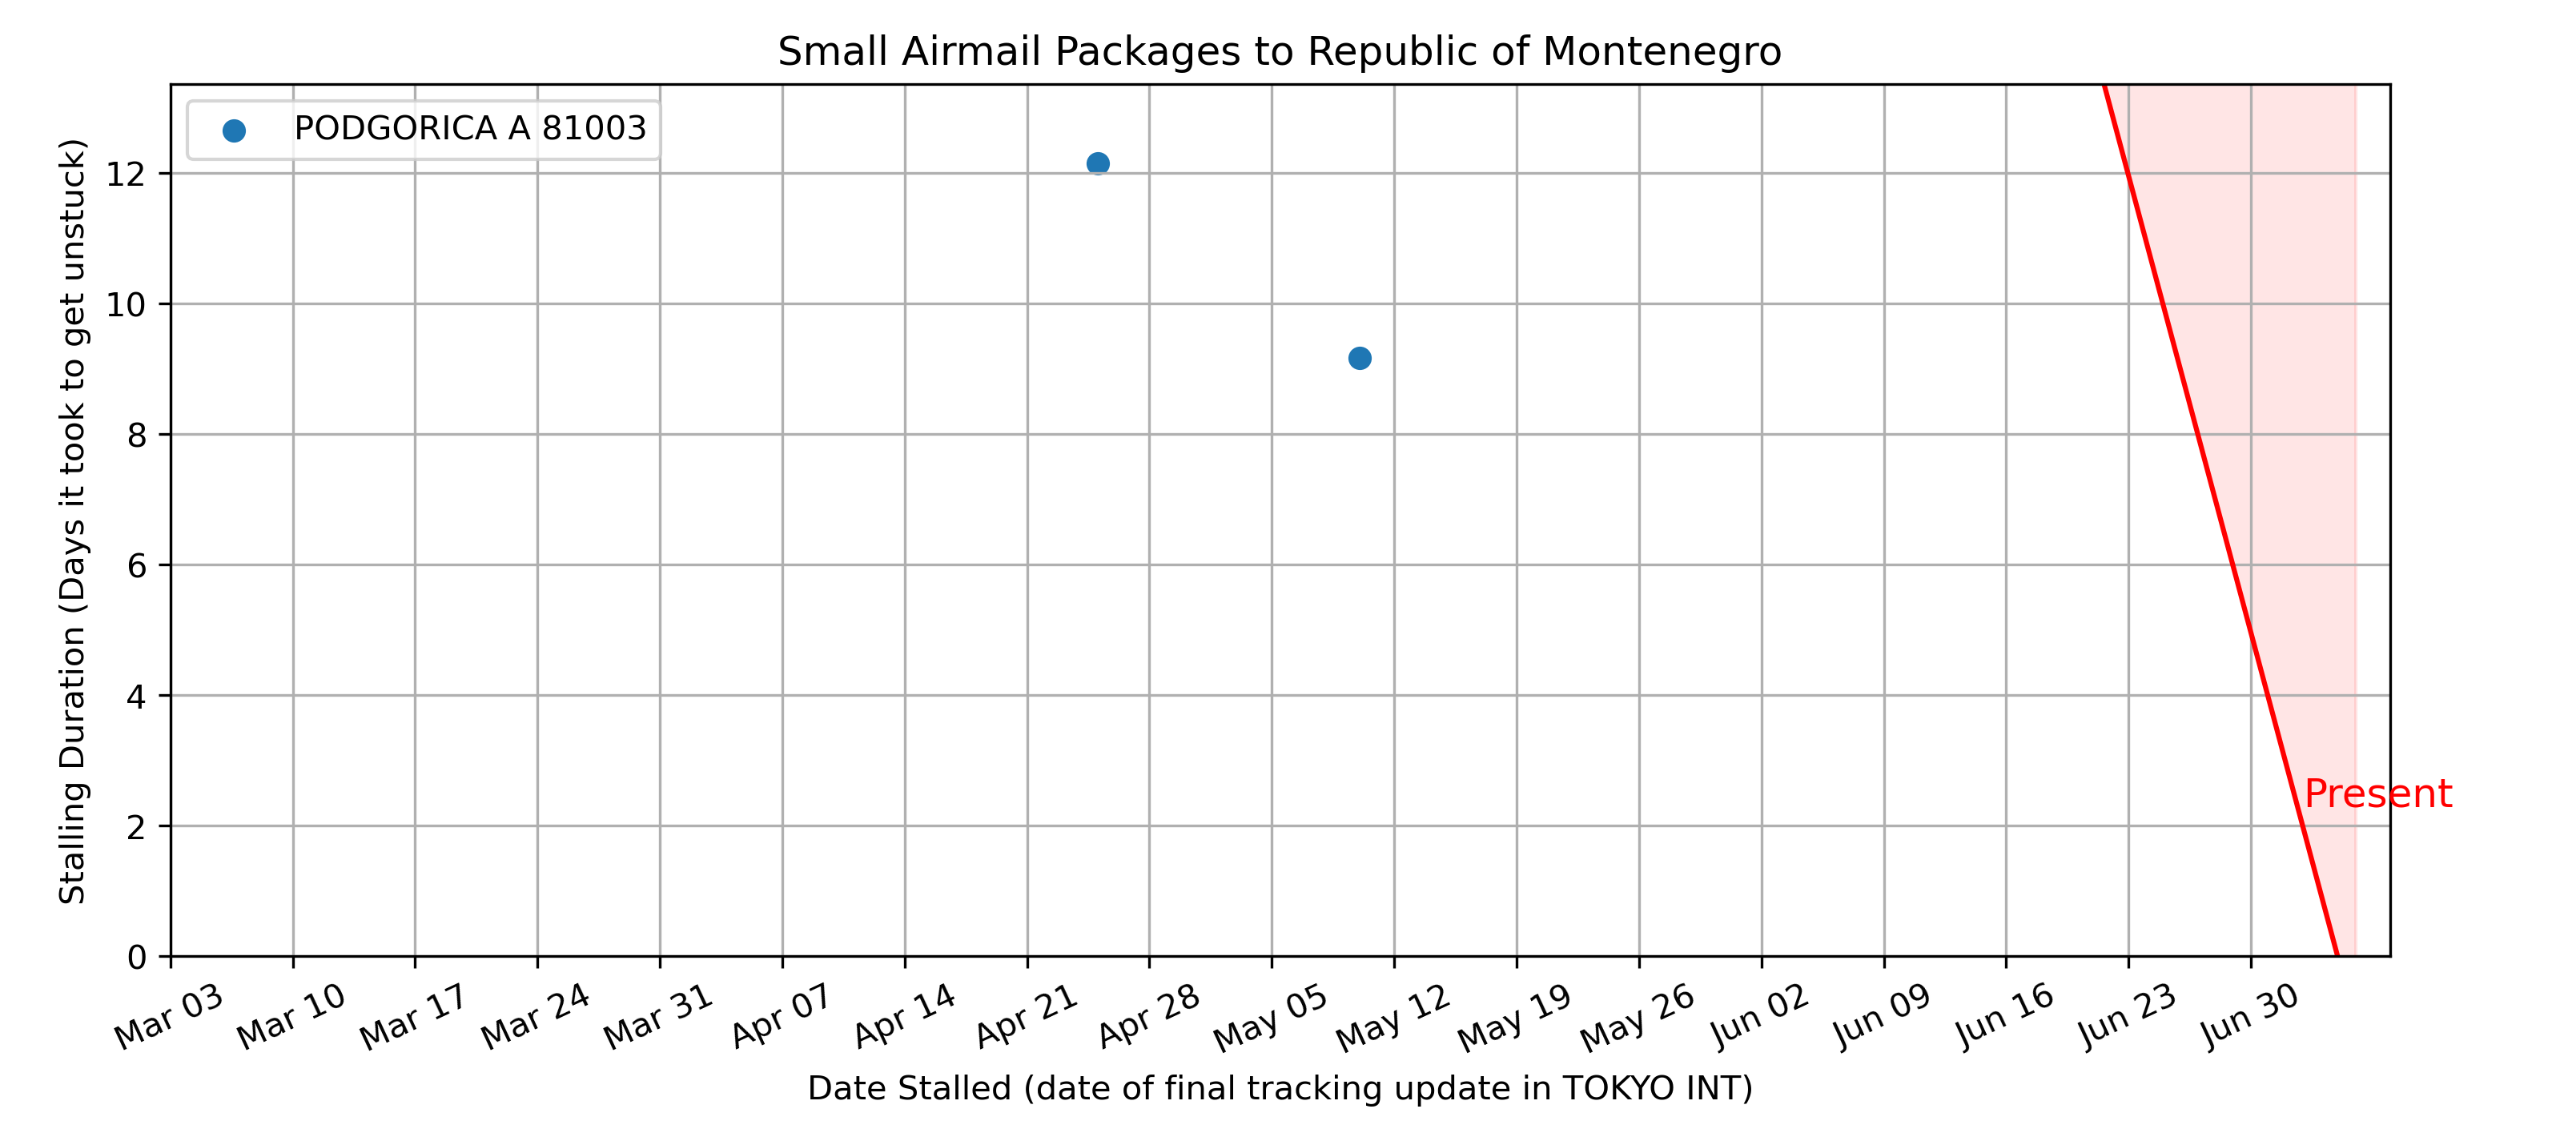 Small Airmail Packages to Republic of Montenegro
PODGORICA A 81003
Stalling Duration (Days it took to get unstuck)
12
10
8
6
4
2
0
Present
Mar 03 Mar 10 Mar 17 Mar 24 Mar 31 Apr 07 Apr 14 Apr 21 Apr 28 May 05 May 12 May 19 May 26 Jun 02 Jun 09 Jun 16 Jun 23 Jun 30
Date Stalled (date of final tracking update in TOKYO INT)